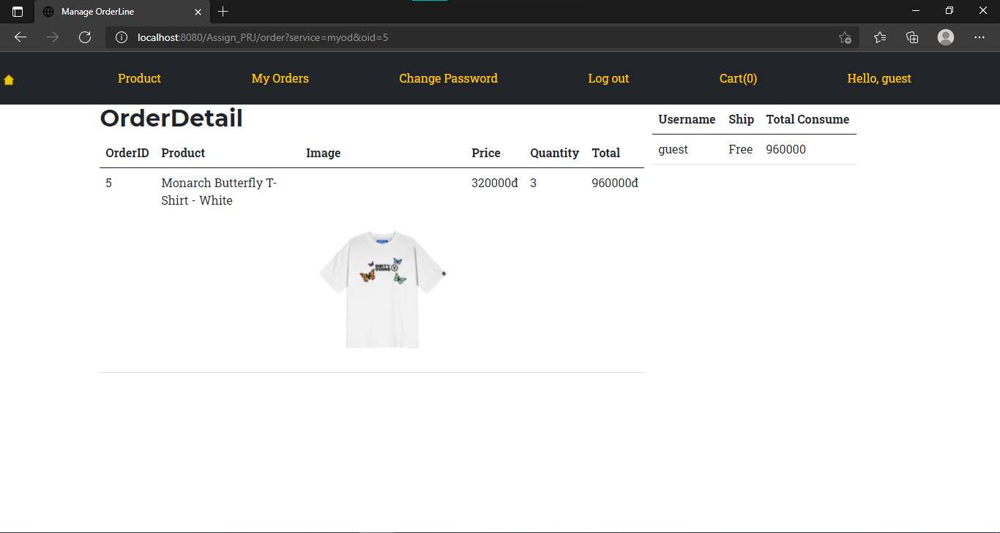 Manage OrderLine
localhost:8080/Assign_PRJ/order?service=myod&oid=5
Product My Orders Change Password Log out Cart(0) Hello, guest
OrderDetail
OrderID Product Image Price Quantity Total
5 Monarch Butterfly T- 320000đ 3 960000đ
Shirt - White
DIRTY
COINS
Username Ship Total Consume
guest Free 960000